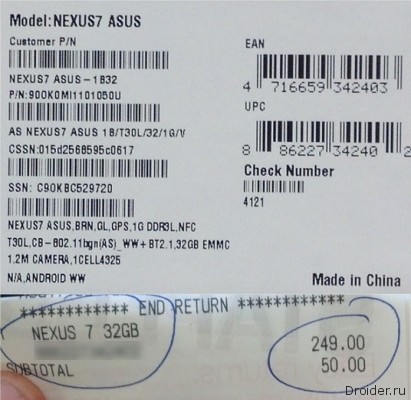 Model:NEXUS7 ASUS
Customer P/N
NEXUS7 ASUS-1B32
P/N:90OK0MI1101050U
AS NEXUS7 ASUS 1B/T30L/32/1G/V
CSSN:015d2568595c0617
SSN: C90KBC529720
NEXUS7 ASUS,BRN,GL,GPS,1G DDR3L,NFC
T30L,CB-802.11bgn(AS)_WW+BT2.1,32GB EMMC
1.2M CAMERA,1CELL4325
N/A,ANDROID WW
EAN
4 716659 342403
UPC
8 86227 34240 2
Check Number
4121
Made in China
************ END RETURN ************
NEXUS 7 32GB 249.00
SUBTOTAL 50.00
Droider.ru